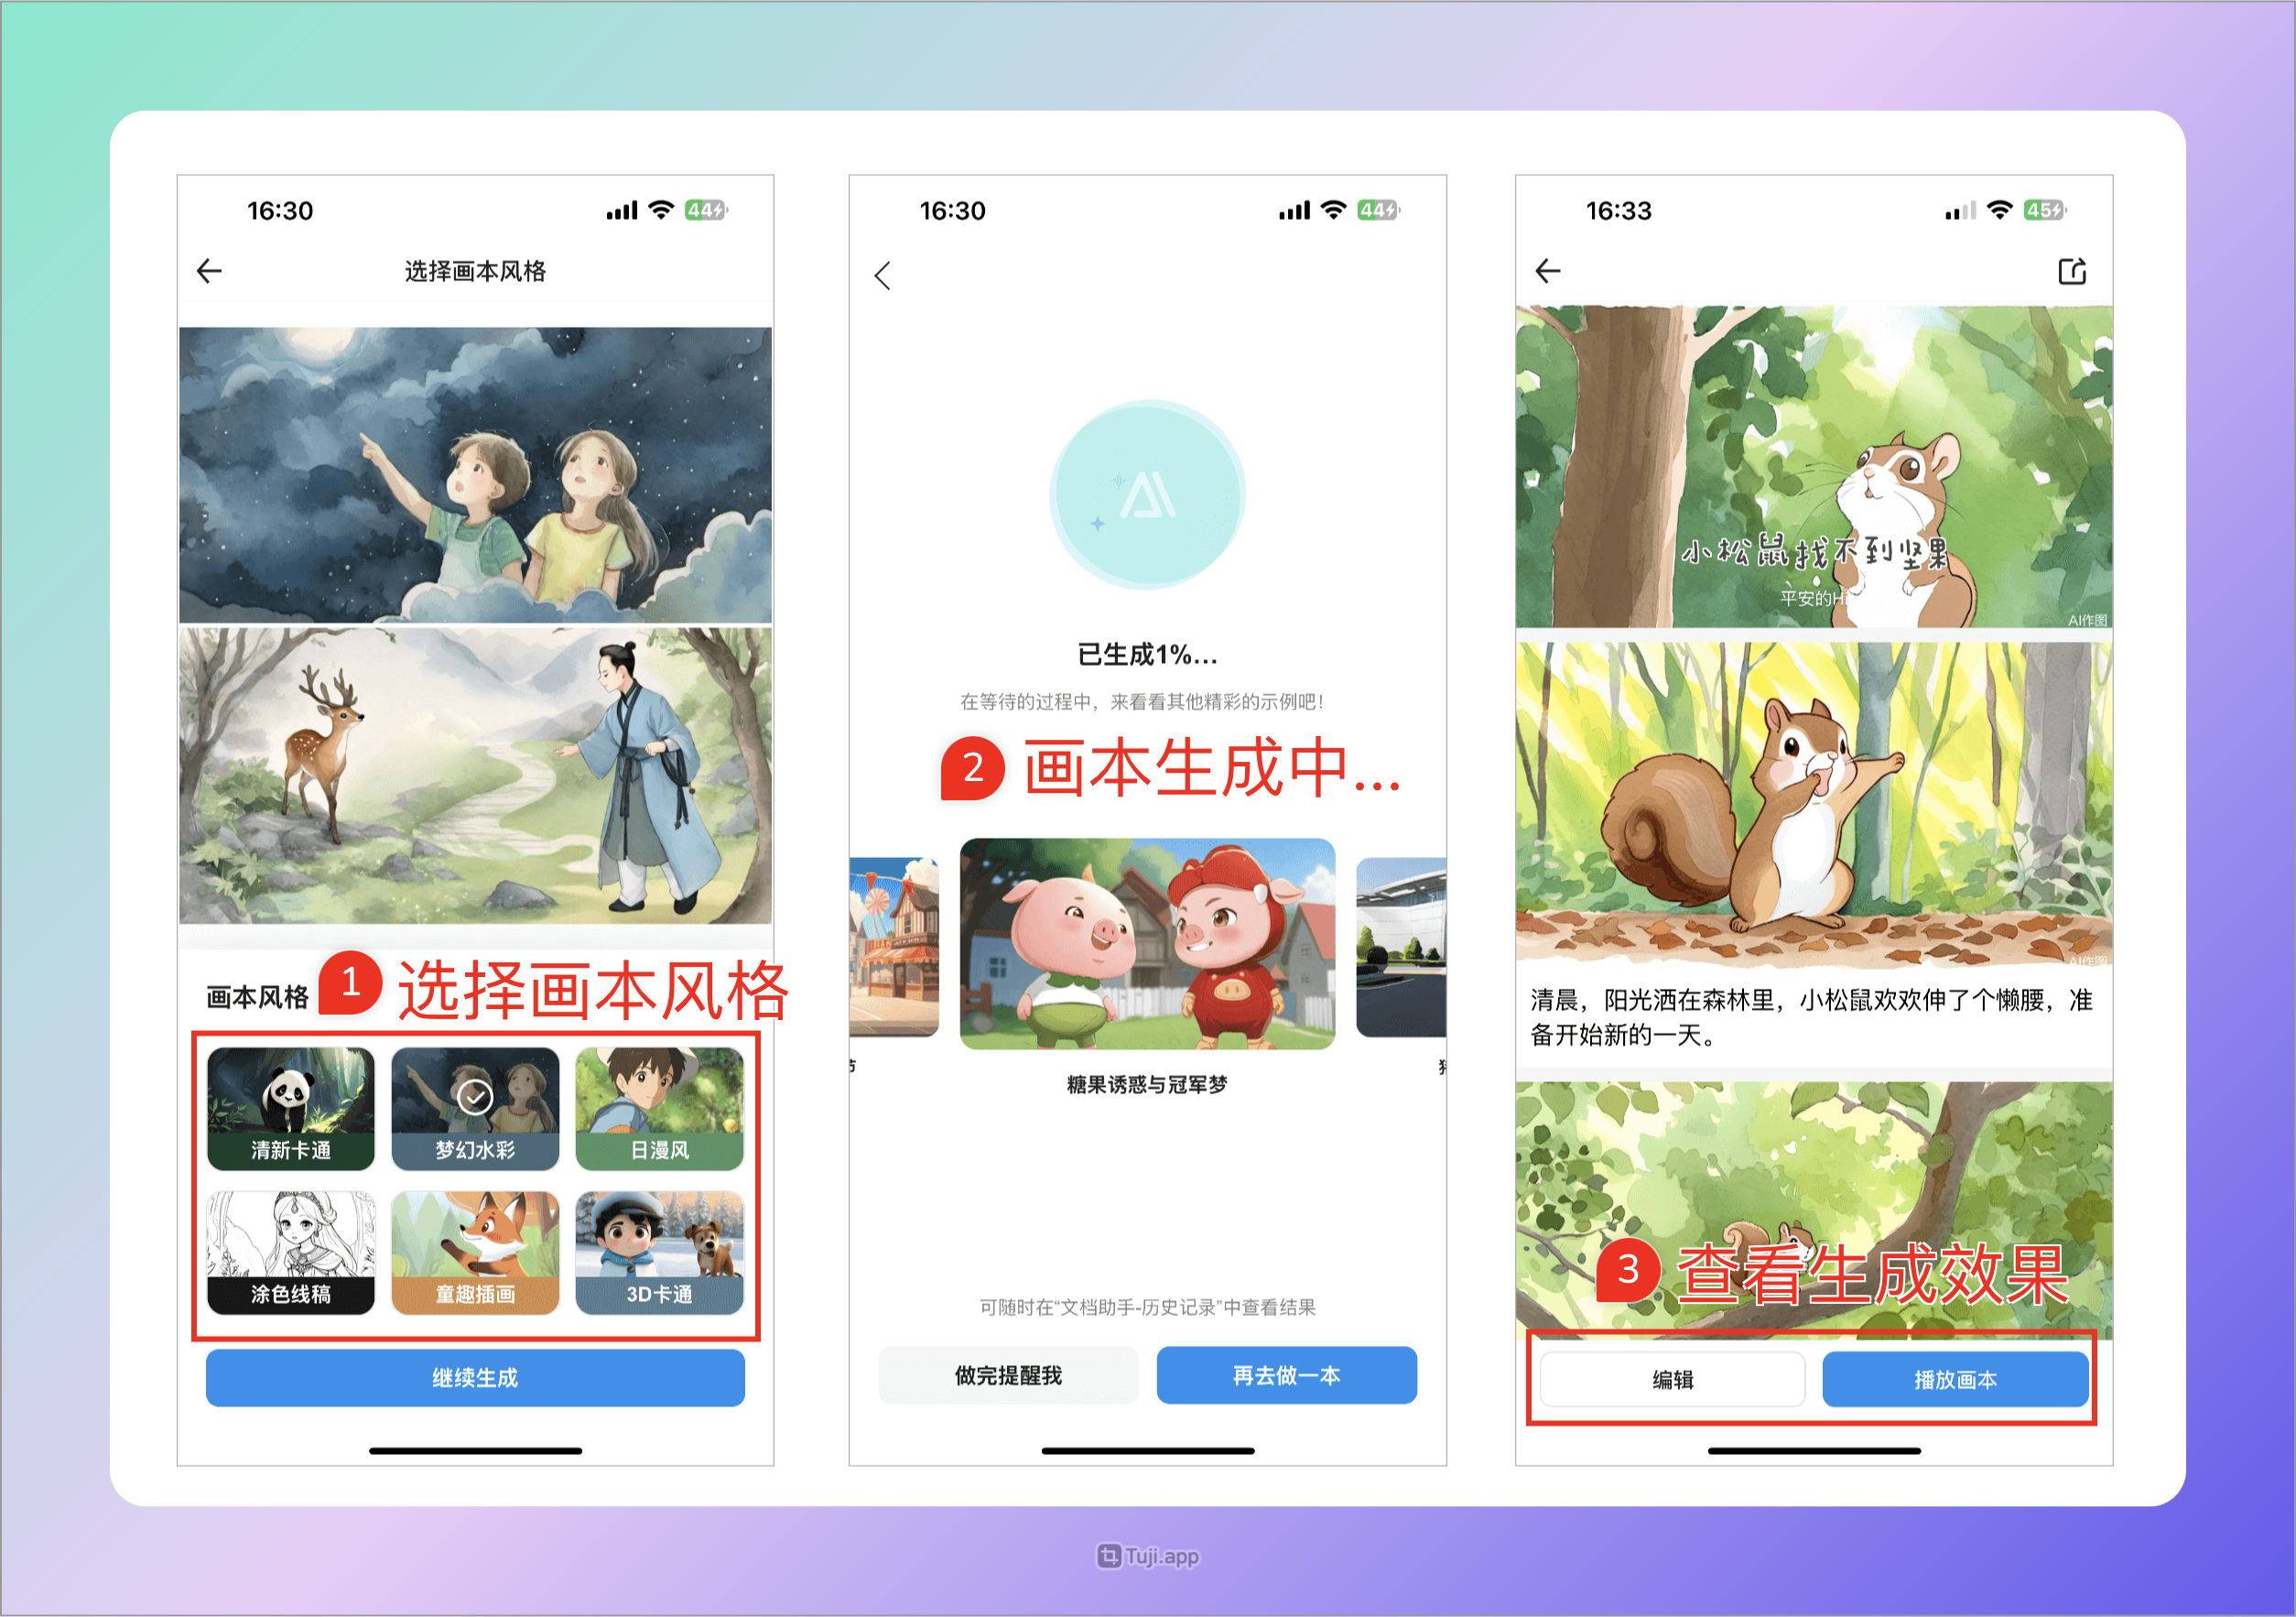 16:30
44
选择画本风格
画本风格
1 选择画本风格
清新卡通
梦幻水彩
日漫风
涂色线稿
童趣插画
3D卡通
继续生成
16:30
44
AI
已生成1%...
在等待的过程中，来看看其他精彩的示例吧！
2 画本生成中...
糖果诱惑与冠军梦
可随时在“文档助手-历史记录”中查看结果
做完提醒我
再去做一本
16:33
45
小松鼠找不到坚果
平安的Hi
AI作图
AI作图
清晨，阳光洒在森林里，小松鼠欢欢伸了个懒腰，准
备开始新的一天。
3 查看生成效果
编辑
播放画本
Tuji.app